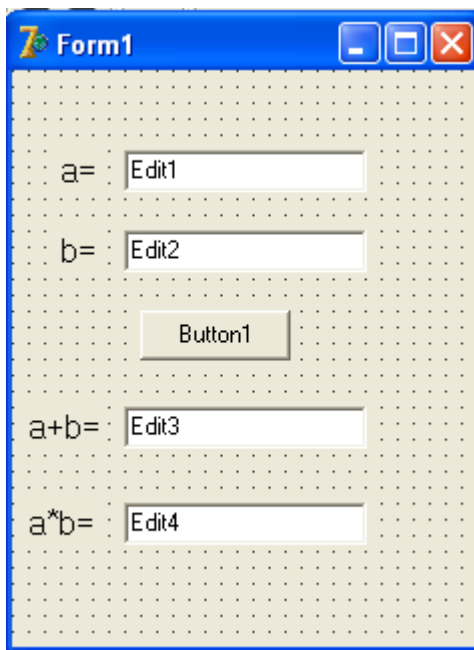 Form1
a= Edit1
b= Edit2
Button1
a+b= Edit3
a*b= Edit4